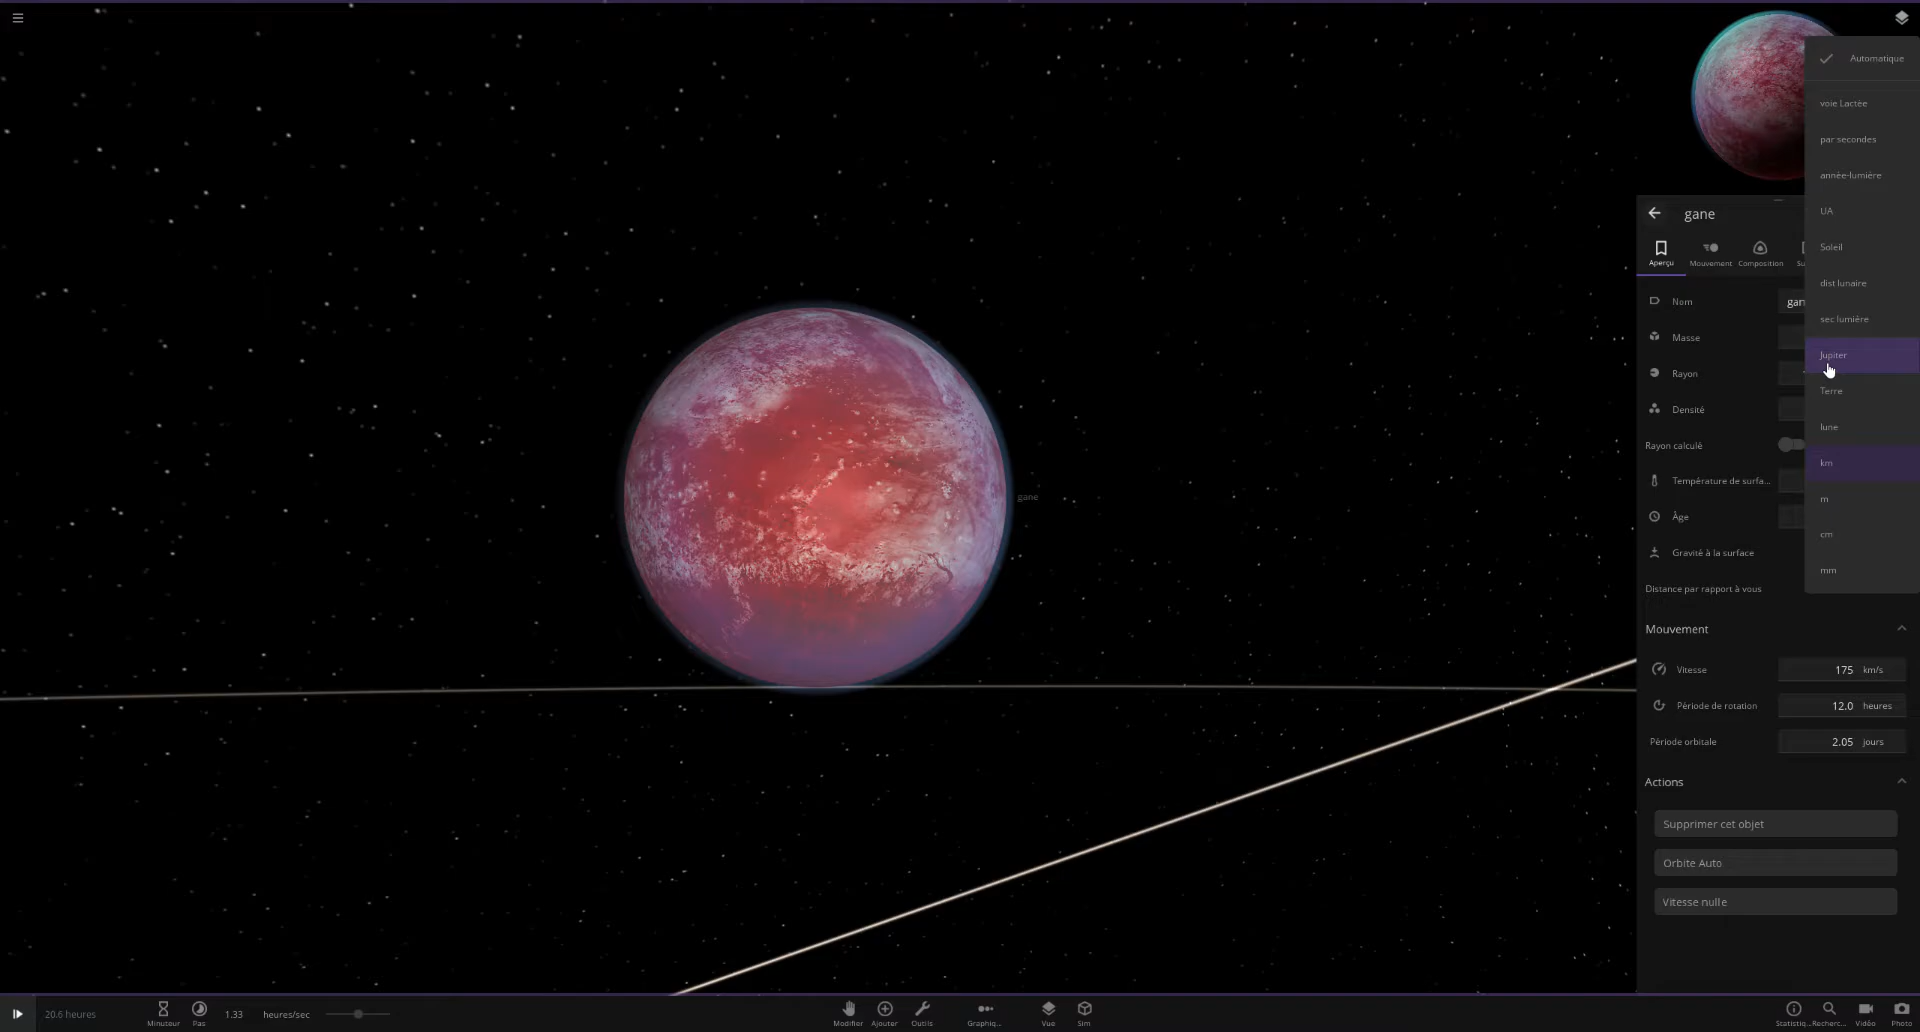 Automatique
voie Lactée
par secondes
année-lumière
UA
Soleil
dist lunaire
sec lumière
Jupiter
Terre
lune
km
m
cm
mm
gane
Aperçu
Mouvement
Composition
Su
Nom
gan
Masse
Rayon
Densité
Rayon calculé
Température de surfa...
Âge
Gravité à la surface
Distance par rapport à vous
gane
Mouvement
Vitesse 175 km/s
Période de rotation 12.0 heures
Période orbitale 2.05 jours
Actions
Supprimer cet objet
Orbite Auto
Vitesse nulle
20.6 heures
Minuteur
Pas
1.33 heures/sec
Modifier
Ajouter
Outils
Graphiq...
Vue
Sim
Statistiq...
Recherc...
Vidéo
Photo